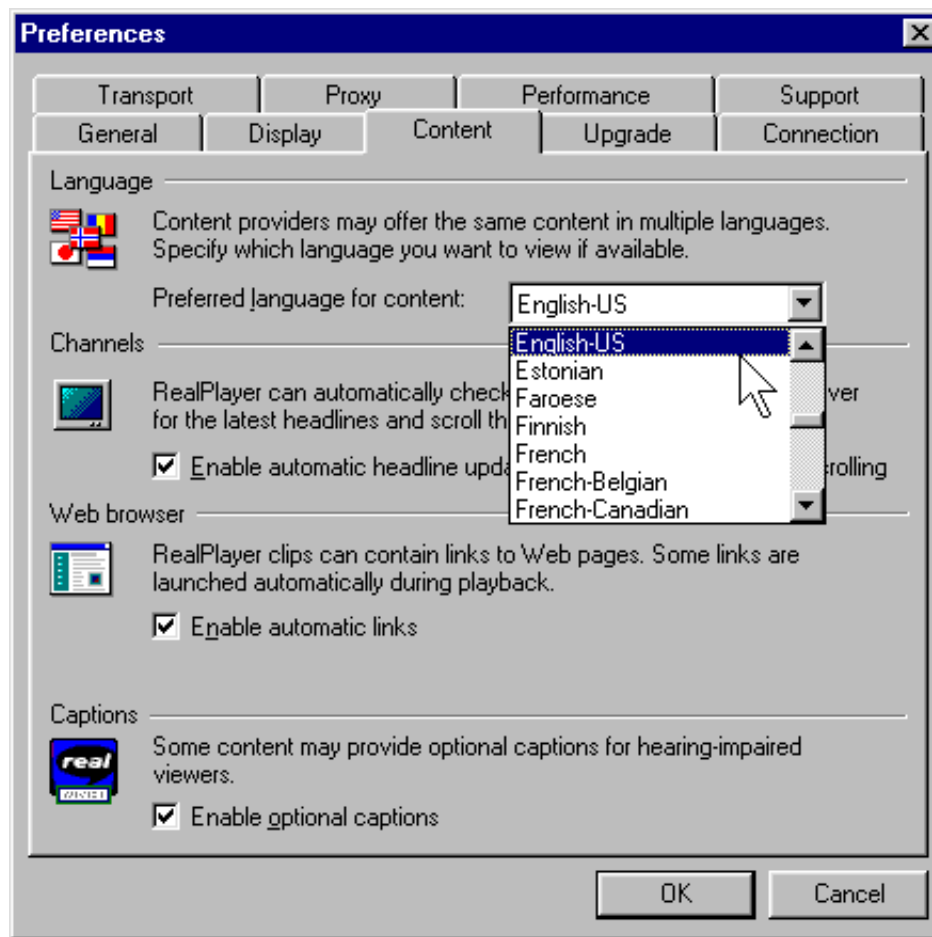 Preferences
Transport Proxy Performance Support
General Display Content Upgrade Connection
Language
Content providers may offer the same content in multiple languages.
Specify which language you want to view if available.
Preferred language for content: English-US
English-US
Estonian
Faroese
Finnish
French
French-Belgian
French-Canadian
Channels
RealPlayer can automatically check ver
for the latest headlines and scroll th
Enable automatic headline upda rolling
Web browser
RealPlayer clips can contain links to Web pages. Some links are
launched automatically during playback.
Enable automatic links
Captions
real
Some content may provide optional captions for hearing-impaired
viewers.
Enable optional captions
OK Cancel